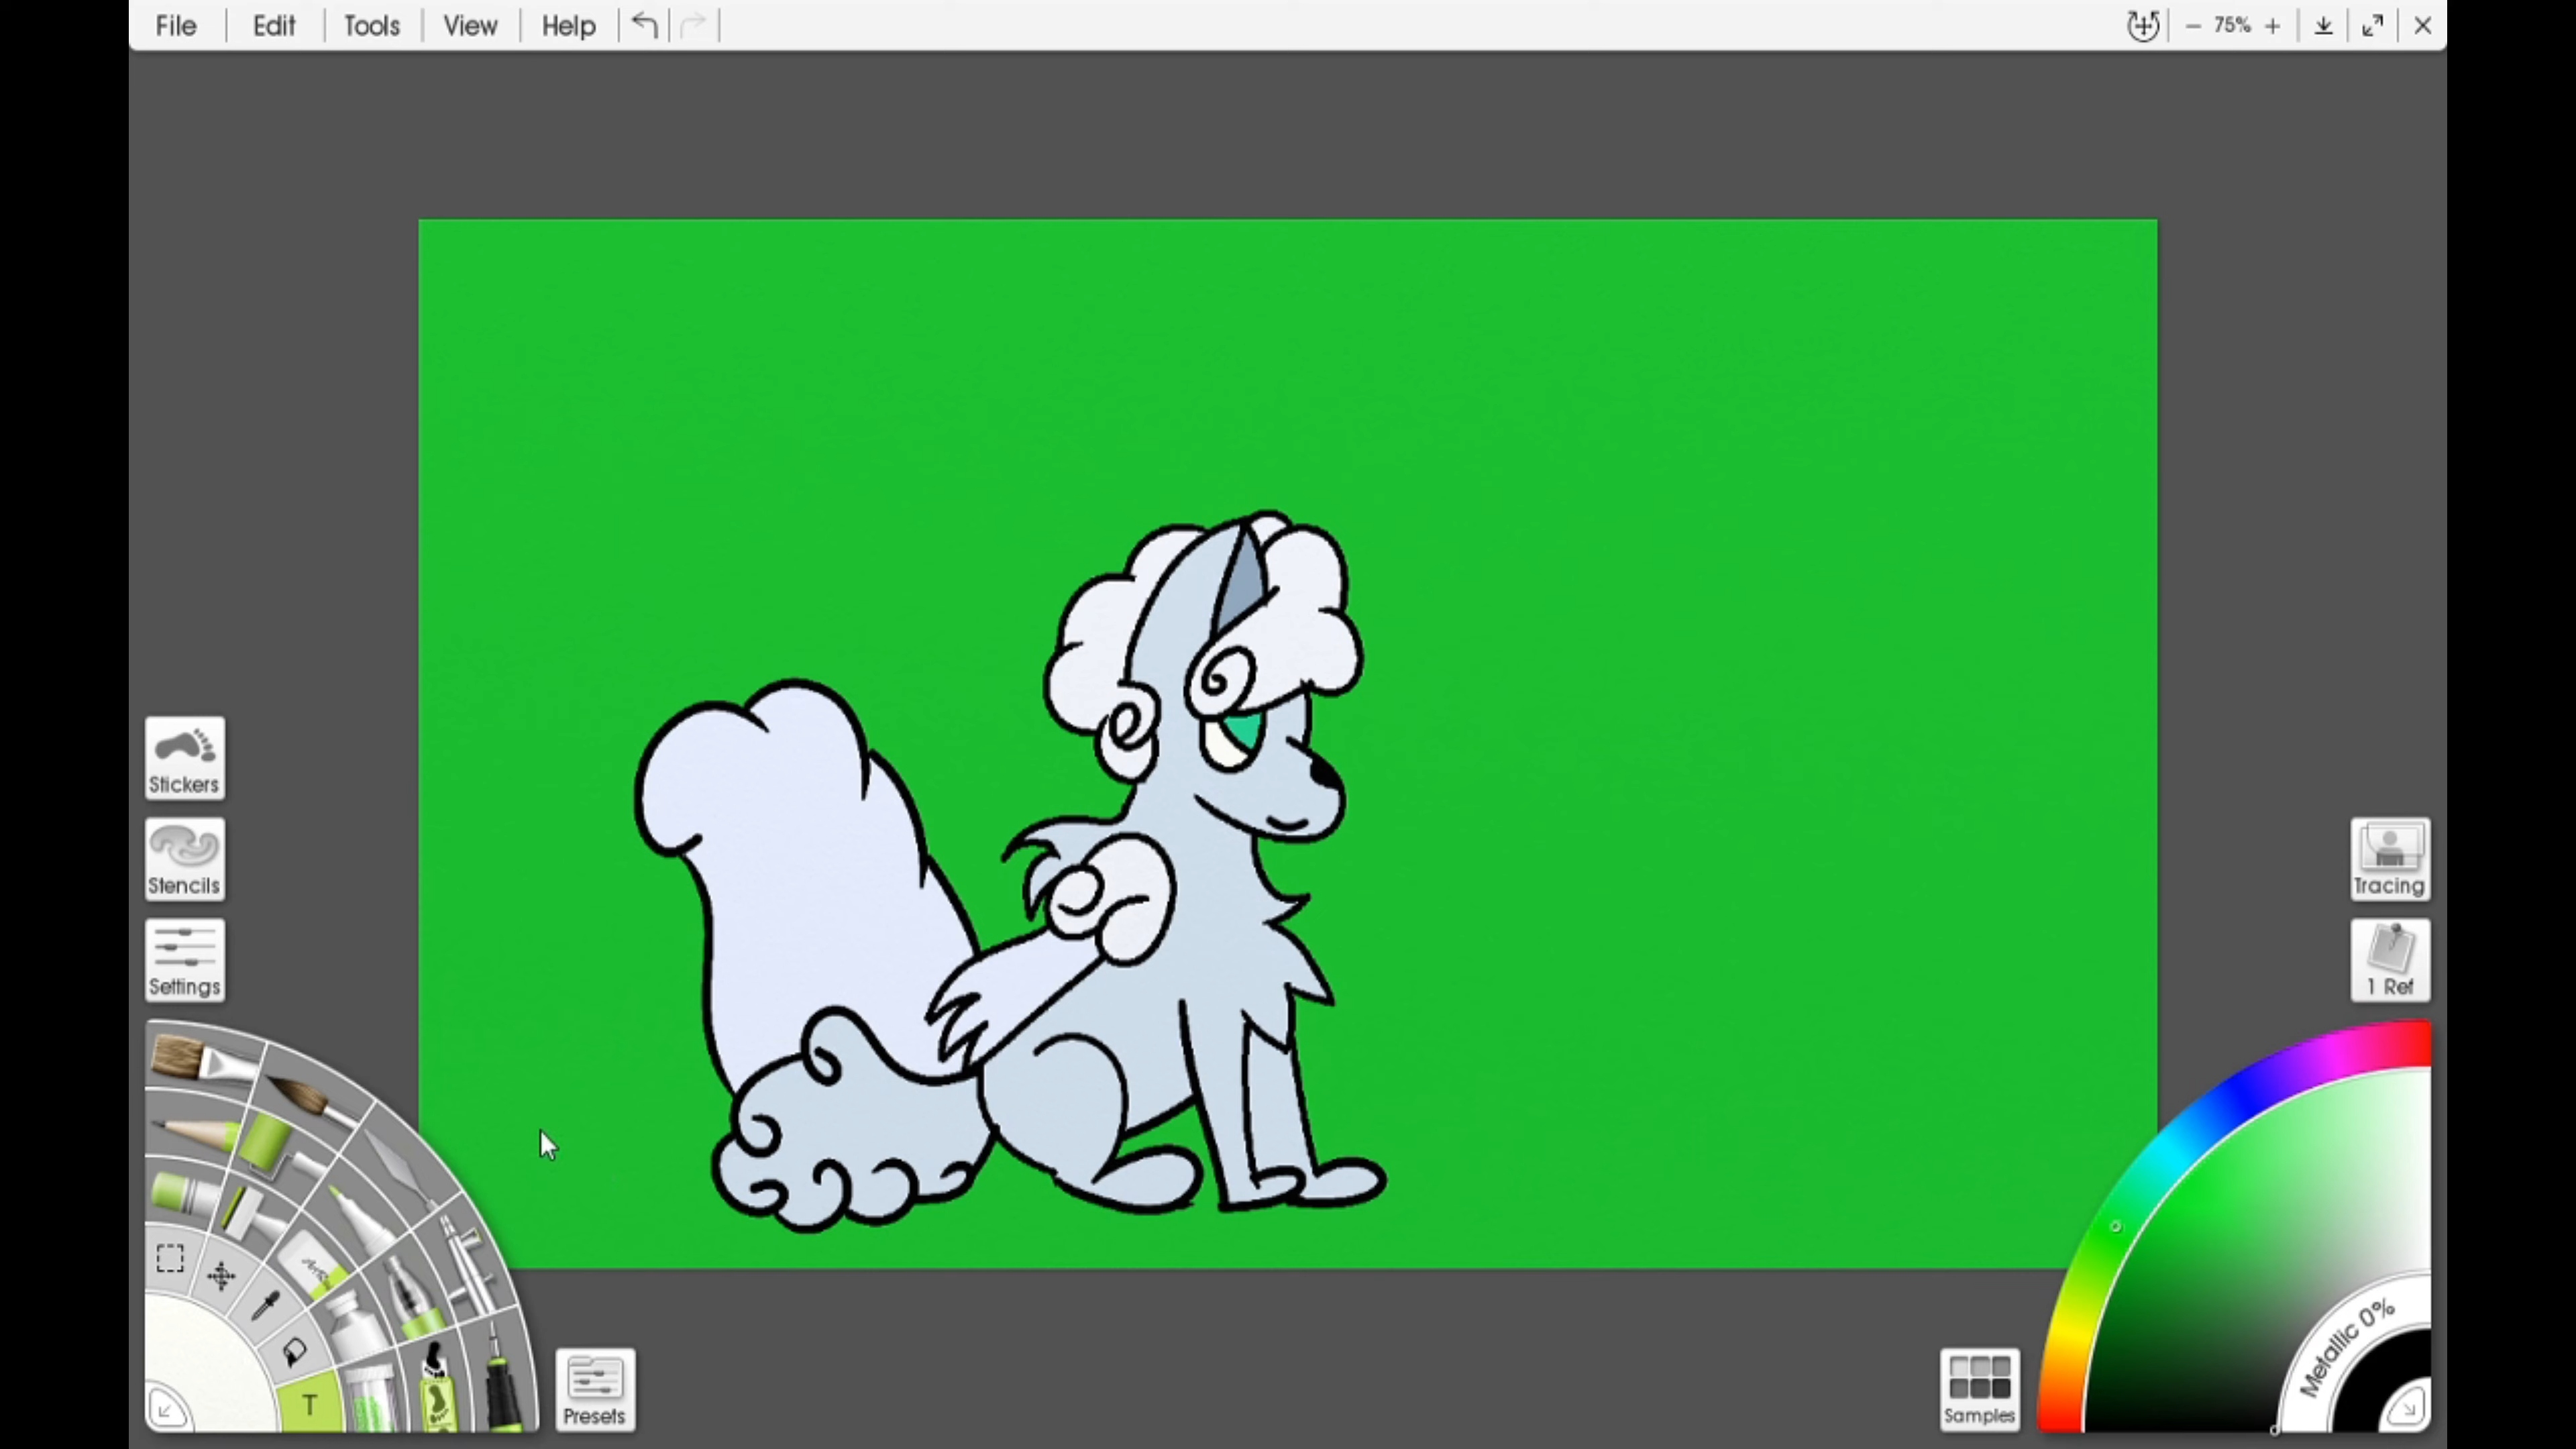 File Edit Tools View Help 75%
Stickers
Stencils
Settings
Tracing
1 Ref
Metallic 0%
T
Presets
Samples